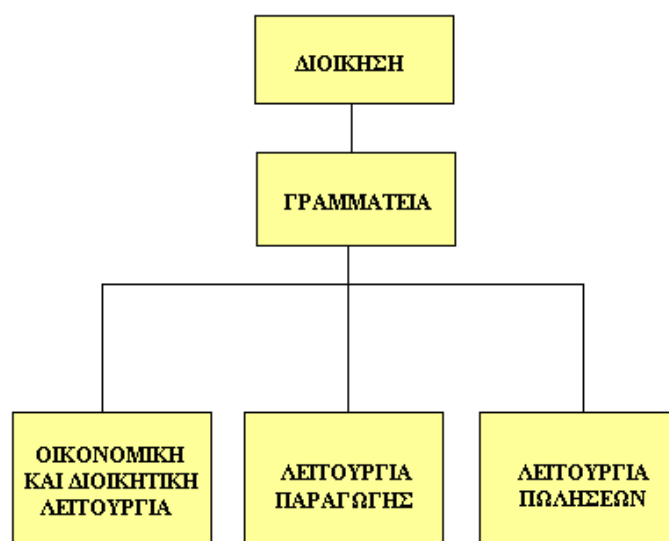 ΔΙΟΙΚΗΣΗ
ΓΡΑΜΜΑΤΕΙΑ
ΟΙΚΟΝΟΜΙΚΗ
ΚΑΙ ΔΙΟΙΚΗΤΙΚΗ
ΛΕΙΤΟΥΡΓΙΑ
ΛΕΙΤΟΥΡΓΙΑ
ΠΑΡΑΓΩΓΗΣ
ΛΕΙΤΟΥΡΓΙΑ
ΠΩΛΗΣΕΩΝ